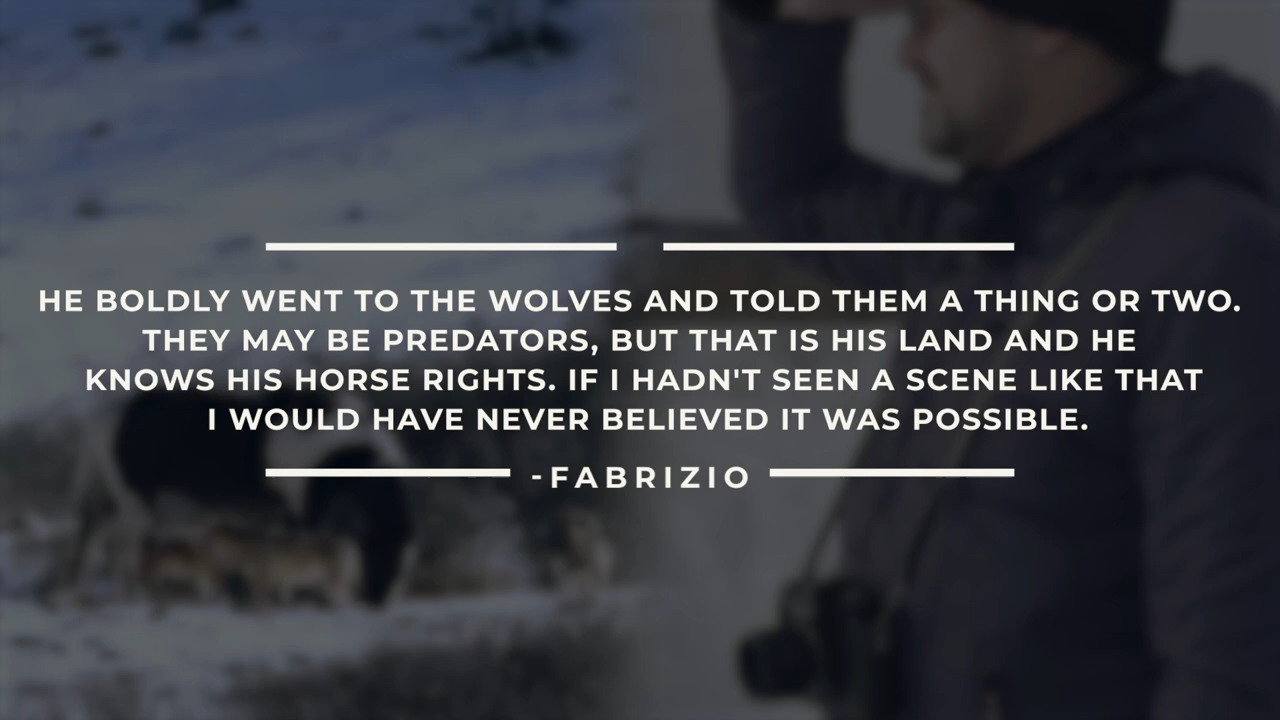 HE BOLDLY WENT TO THE WOLVES AND TOLD THEM A THING OR TWO.
THEY MAY BE PREDATORS, BUT THAT IS HIS LAND AND HE
KNOWS HIS HORSE RIGHTS. IF I HADN'T SEEN A SCENE LIKE THAT
I WOULD HAVE NEVER BELIEVED IT WAS POSSIBLE.
-FABRIZIO